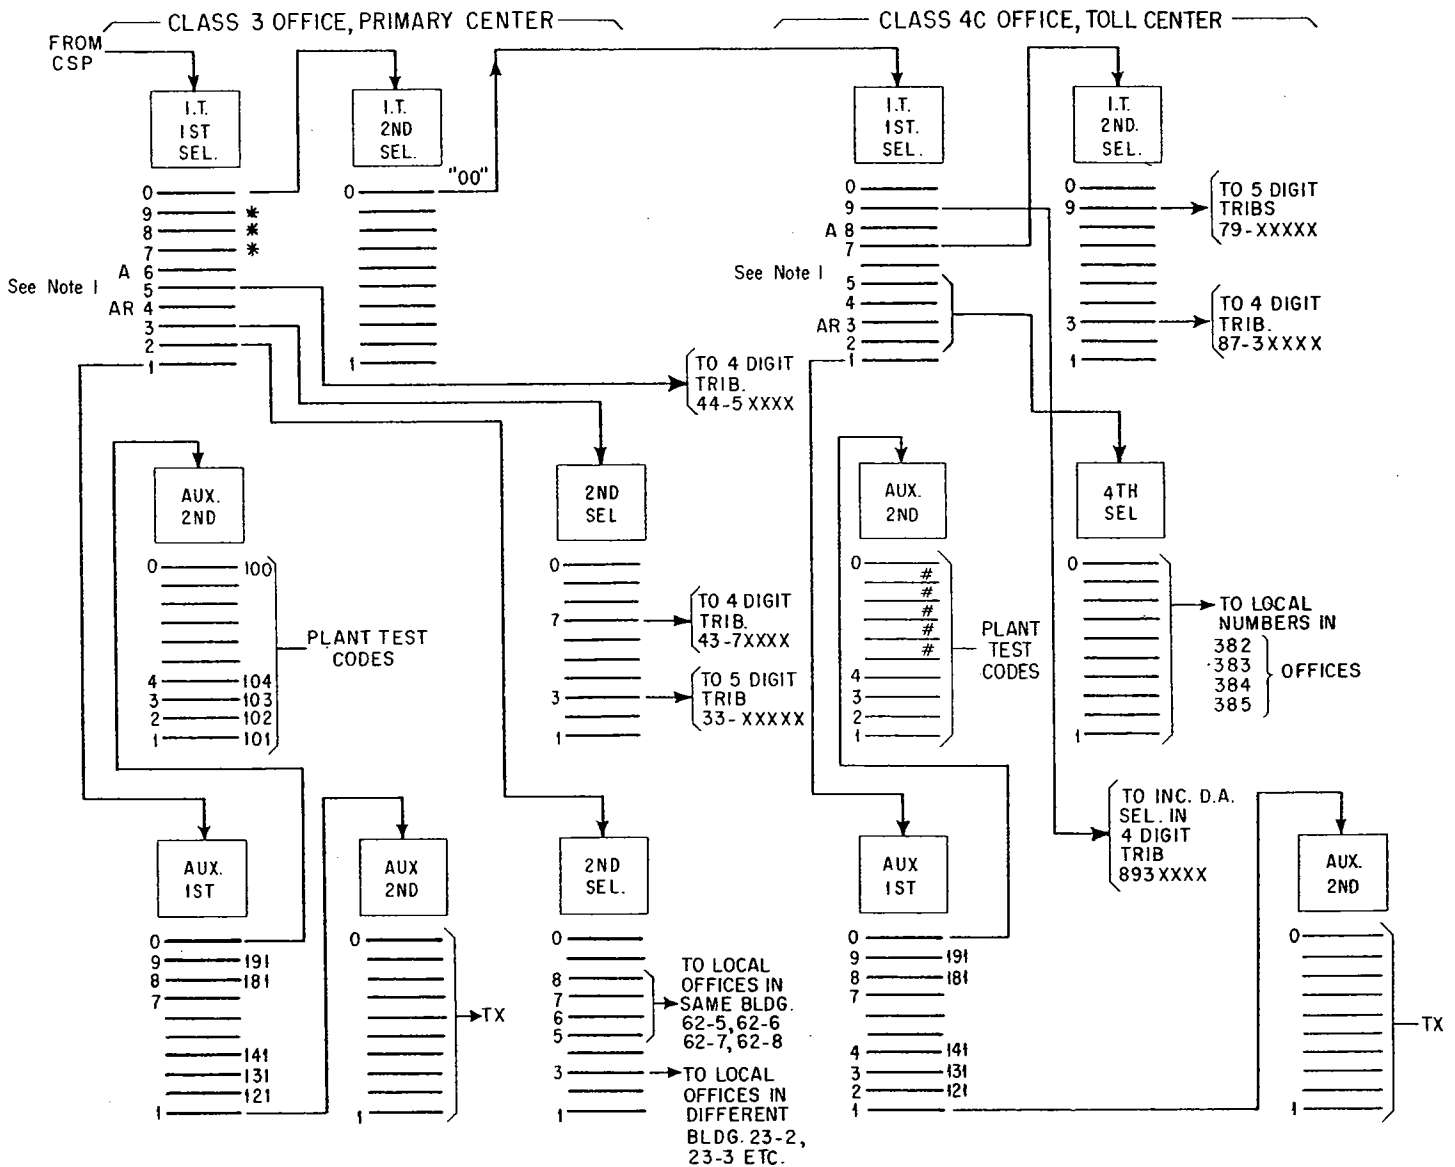 CLASS 3 OFFICE, PRIMARY CENTER
CLASS 4C OFFICE, TOLL CENTER
FROM
CSP
I.T.
1ST
SEL.
I.T.
2ND
SEL.
I.T.
1ST.
SEL.
I.T.
2ND.
SEL.
0
9 *
8 *
7 *
A 6
See Note 1
5
AR 4
3
2
1
0
"00"
1
0
9
A 8
7
See Note 1
5
4
AR 3
2
1
0
9
3
1
TO 5 DIGIT
TRIBS
79-XXXXX
TO 4 DIGIT
TRIB.
87-3XXXX
TO 4 DIGIT
TRIB.
44-5XXXX
AUX.
2ND
2ND
SEL
AUX.
2ND
4TH
SEL
0 100
4 104
3 103
2 102
1 101
PLANT TEST
CODES
0
7
3
1
TO 4 DIGIT
TRIB.
43-7XXXX
TO 5 DIGIT
TRIB
33-XXXXX
0
#
#
#
#
#
4
3
2
1
PLANT
TEST
CODES
0
1
TO LOCAL
NUMBERS IN
382
383
384
385
OFFICES
AUX.
1ST
AUX
2ND
2ND
SEL.
AUX
1ST
TO INC. D.A.
SEL. IN
4 DIGIT
TRIB
893XXXX
AUX.
2ND
0
9 191
8 181
7
141
131
121
1
0
1
TX
0
8
7
6
5
3
1
TO LOCAL
OFFICES IN
SAME BLDG.
62-5, 62-6
62-7, 62-8
TO LOCAL
OFFICES IN
DIFFERENT
BLDG. 23-2,
23-3 ETC.
0
9 191
8 181
7
4 141
3 131
2 121
1
0
1
TX